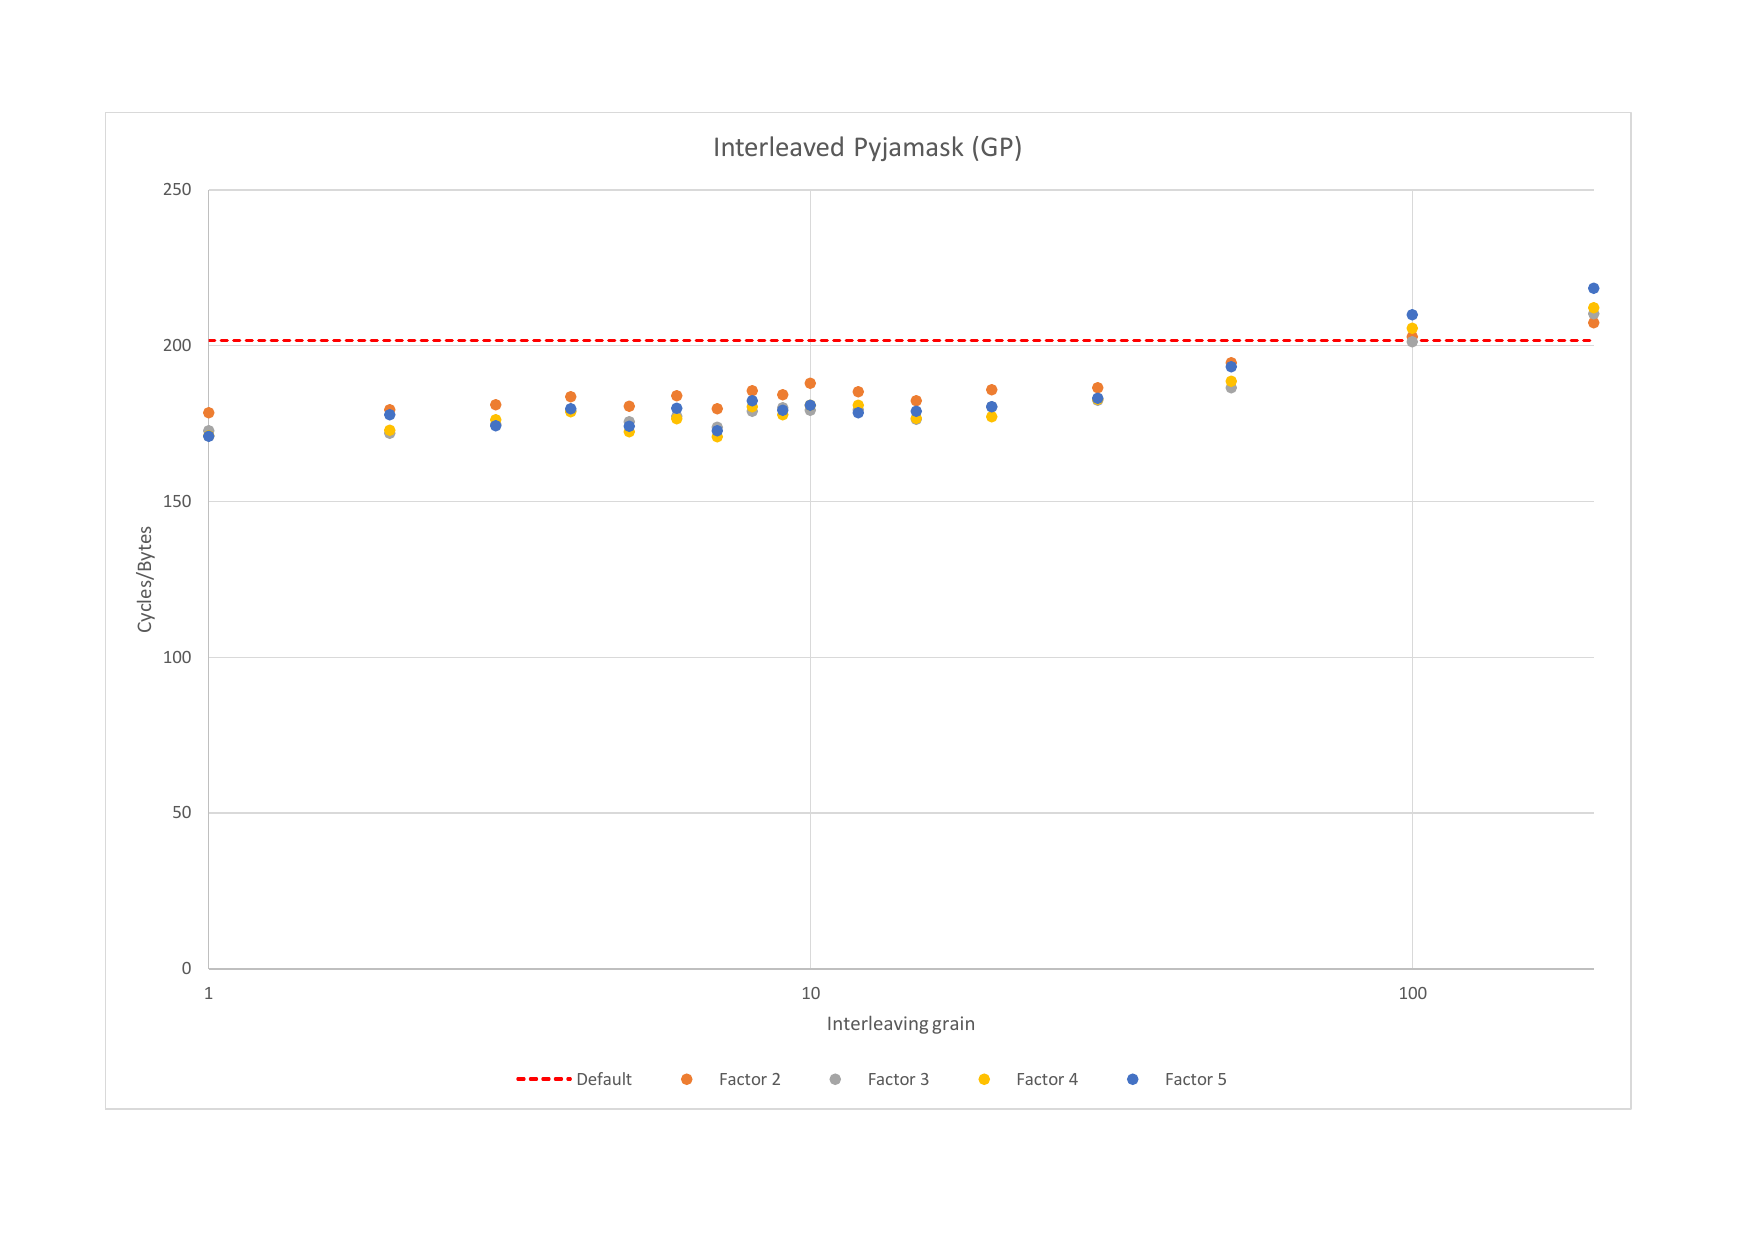 Interleaved Pyjamask (GP)
250
200
150
100
50
0
Cycles/Bytes
1 10 100
Interleaving grain
Default Factor 2 Factor 3 Factor 4 Factor 5